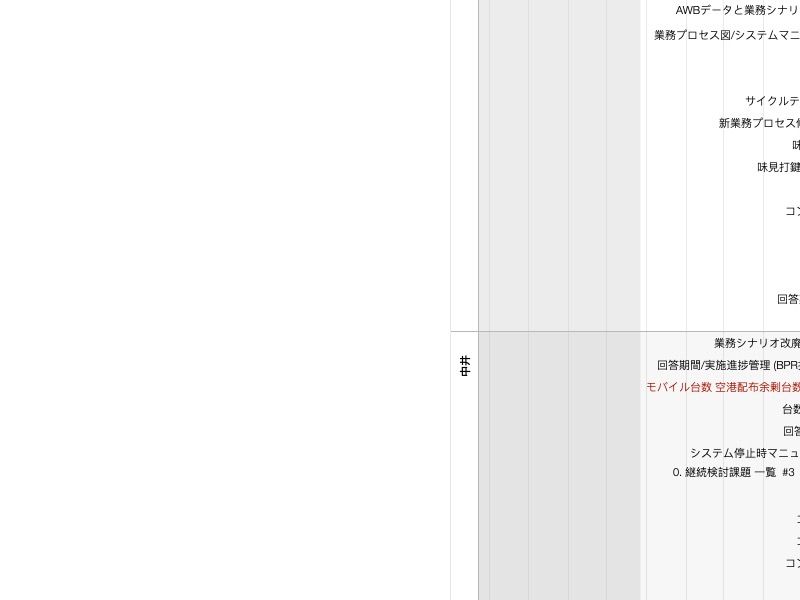 AWBデータと業務シナリ
業務プロセス図/システムマニ
サイクルテ
新業務プロセス
味見打鍵
コン
回答
中井
業務シナリオ改廃
回答期間/実施進捗管理 (BPR
モバイル台数 空港配布余剰台数
台数
回答
システム停止時マニュ
0. 継続検討課題 一覧 #3
コン